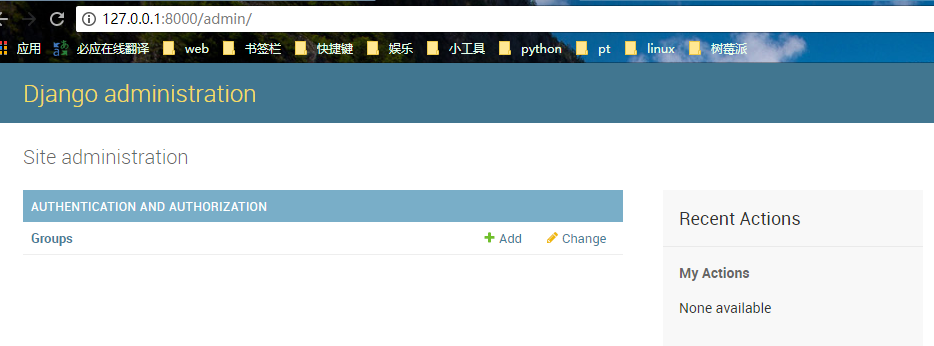 127.0.0.1:8000/admin/
应用 必应在线翻译 web 书签栏 快捷键 娱乐 小工具 python pt linux 树莓派
Django administration
Site administration
AUTHENTICATION AND AUTHORIZATION
Groups Add Change
Recent Actions
My Actions
None available